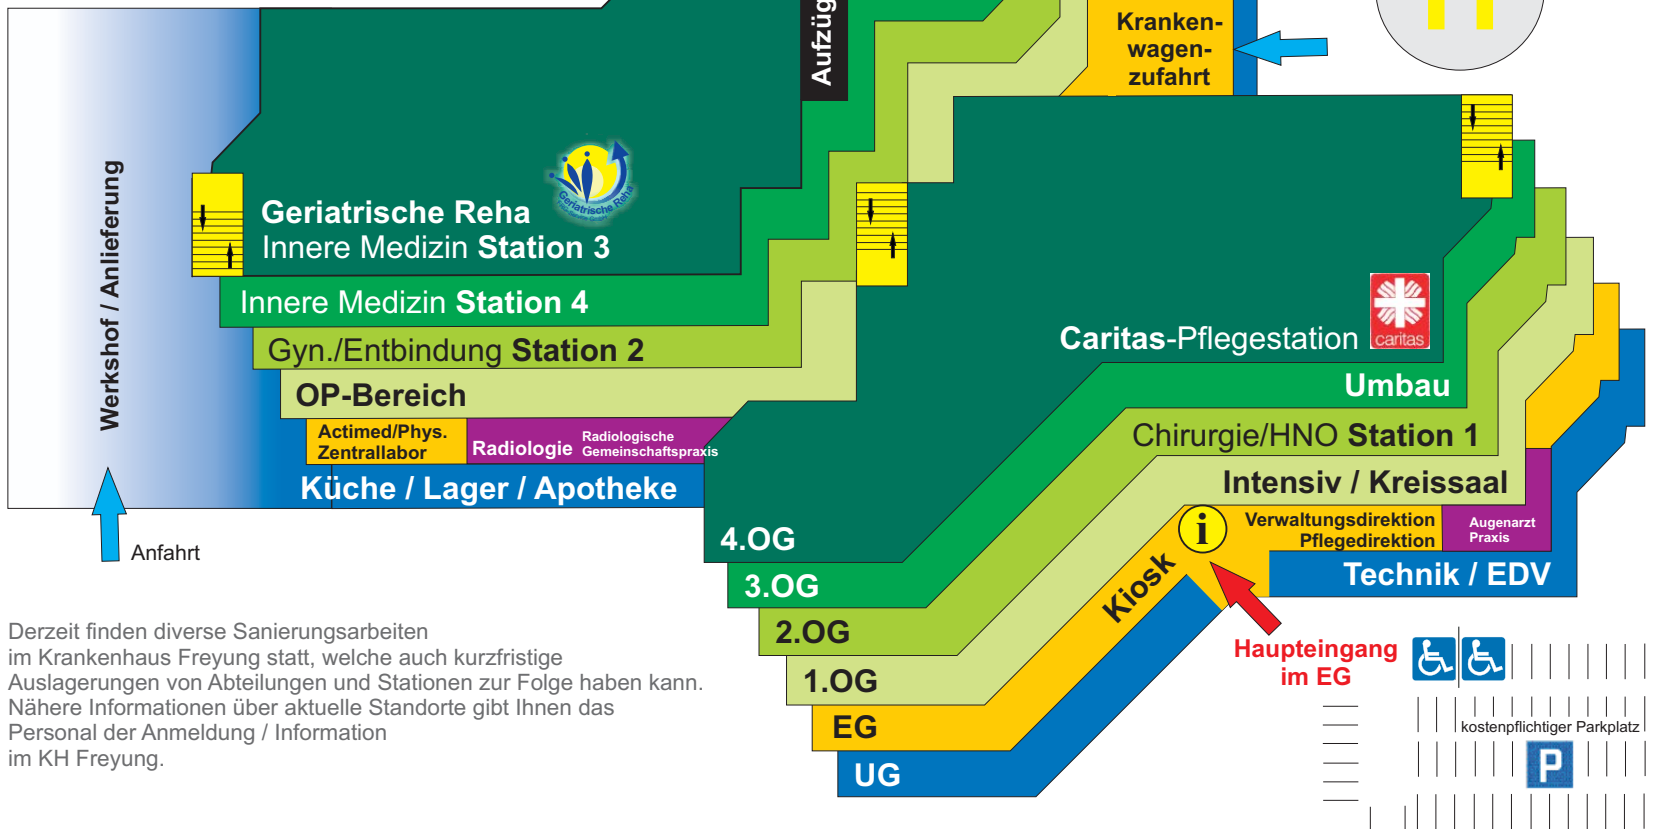 Aufzüg
Kranken-
wagen-
zufahrt
Werkshof / Anlieferung
Geriatrische Reha
Innere Medizin Station 3
Geriatrische Reha
Innere Medizin Station 4
Gyn./Entbindung Station 2
OP-Bereich
Actimed/Phys.
Zentrallabor
Radiologie
Radiologische
Gemeinschaftspraxis
Küche / Lager / Apotheke
Anfahrt
Caritas-Pflegestation
caritas
Umbau
Chirurgie/HNO Station 1
Intensiv / Kreissaal
Verwaltungsdirektion
Pflegedirektion
Augenarzt
Praxis
Technik / EDV
i
Kiosk
4.OG
3.OG
2.OG
1.OG
EG
UG
Haupteingang
im EG
kostenpflichtiger Parkplatz
P
Derzeit finden diverse Sanierungsarbeiten
im Krankenhaus Freyung statt, welche auch kurzfristige
Auslagerungen von Abteilungen und Stationen zur Folge haben kann.
Nähere Informationen über aktuelle Standorte gibt Ihnen das
Personal der Anmeldung / Information
im KH Freyung.